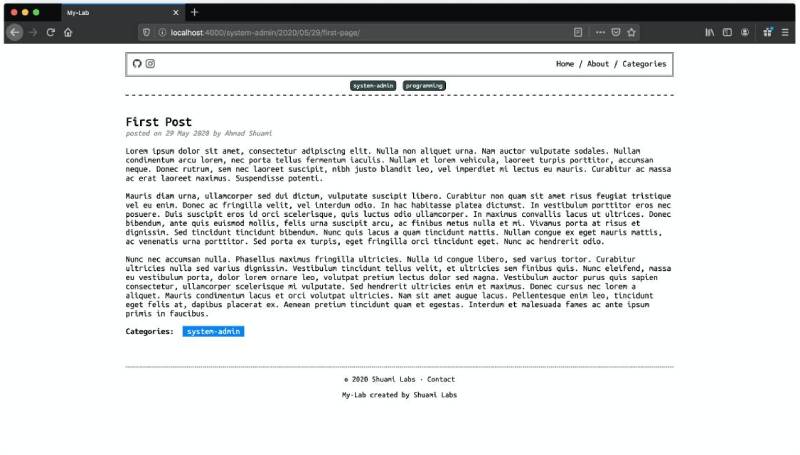 My-Lab
localhost:4000/system-admin/2020/05/29/first-page/
Home / About / Categories
system-admin programming
First Post
posted on 29 May 2020 by Ahmad Shuami
Lorem ipsum dolor sit amet, consectetur adipiscing elit. Nulla non aliquet urna. Nam auctor vulputate sodales. Nullam
condimentum arcu lorem, nec porta tellus fermentum iaculis. Nullam et lorem vehicula, laoreet turpis porttitor, accumsan
neque. Donec rutrum, sem nec laoreet suscipit, nibh justo blandit leo, vel imperdiet mi lectus eu mauris. Curabitur ac massa
ac erat laoreet maximus. Suspendisse potenti.
Mauris diam urna, ullamcorper sed dui dictum, vulputate suscipit libero. Curabitur non quam sit amet risus feugiat tristique
vel eu enim. Donec ac fringilla velit, vel interdum odio. In hac habitasse platea dictumst. In vestibulum porttitor eros nec
posuere. Duis suscipit eros id orci scelerisque, quis luctus odio ullamcorper. In maximus convallis lacus ut ultrices. Donec
bibendum, ante quis euismod mollis, felis urna suscipit arcu, ac finibus metus nulla et mi. Vivamus porta at risus et
dignissim. Sed tincidunt tincidunt bibendum. Nunc quis lacus a quam tincidunt mattis. Nullam congue ex eget mauris mattis,
ac venenatis urna porttitor. Sed porta ex turpis, eget fringilla orci tincidunt eget. Nunc ac hendrerit odio.
Nunc nec accumsan nulla. Phasellus maximus fringilla ultricies. Nulla id congue libero, sed varius tortor. Curabitur
ultricies nulla sed varius dignissim. Vestibulum tincidunt tellus velit, et ultricies sem finibus quis. Nunc eleifend, massa
eu vestibulum porta, dolor lorem ornare leo, volutpat pretium lectus dolor sed magna. Vestibulum auctor purus quis sapien
consectetur, ullamcorper scelerisque mi vulputate. Sed hendrerit ultricies enim et maximus. Donec cursus nec lorem a
aliquet. Mauris condimentum lacus et orci volutpat ultricies. Nam sit amet augue lacus. Pellentesque enim leo, tincidunt
eget felis at, dapibus placerat ex. Aenean pretium tincidunt quam et egestas. Interdum et malesuada fames ac ante ipsum
primis in faucibus.
Categories: system-admin
© 2020 Shuami Labs · Contact
My-Lab created by Shuami Labs